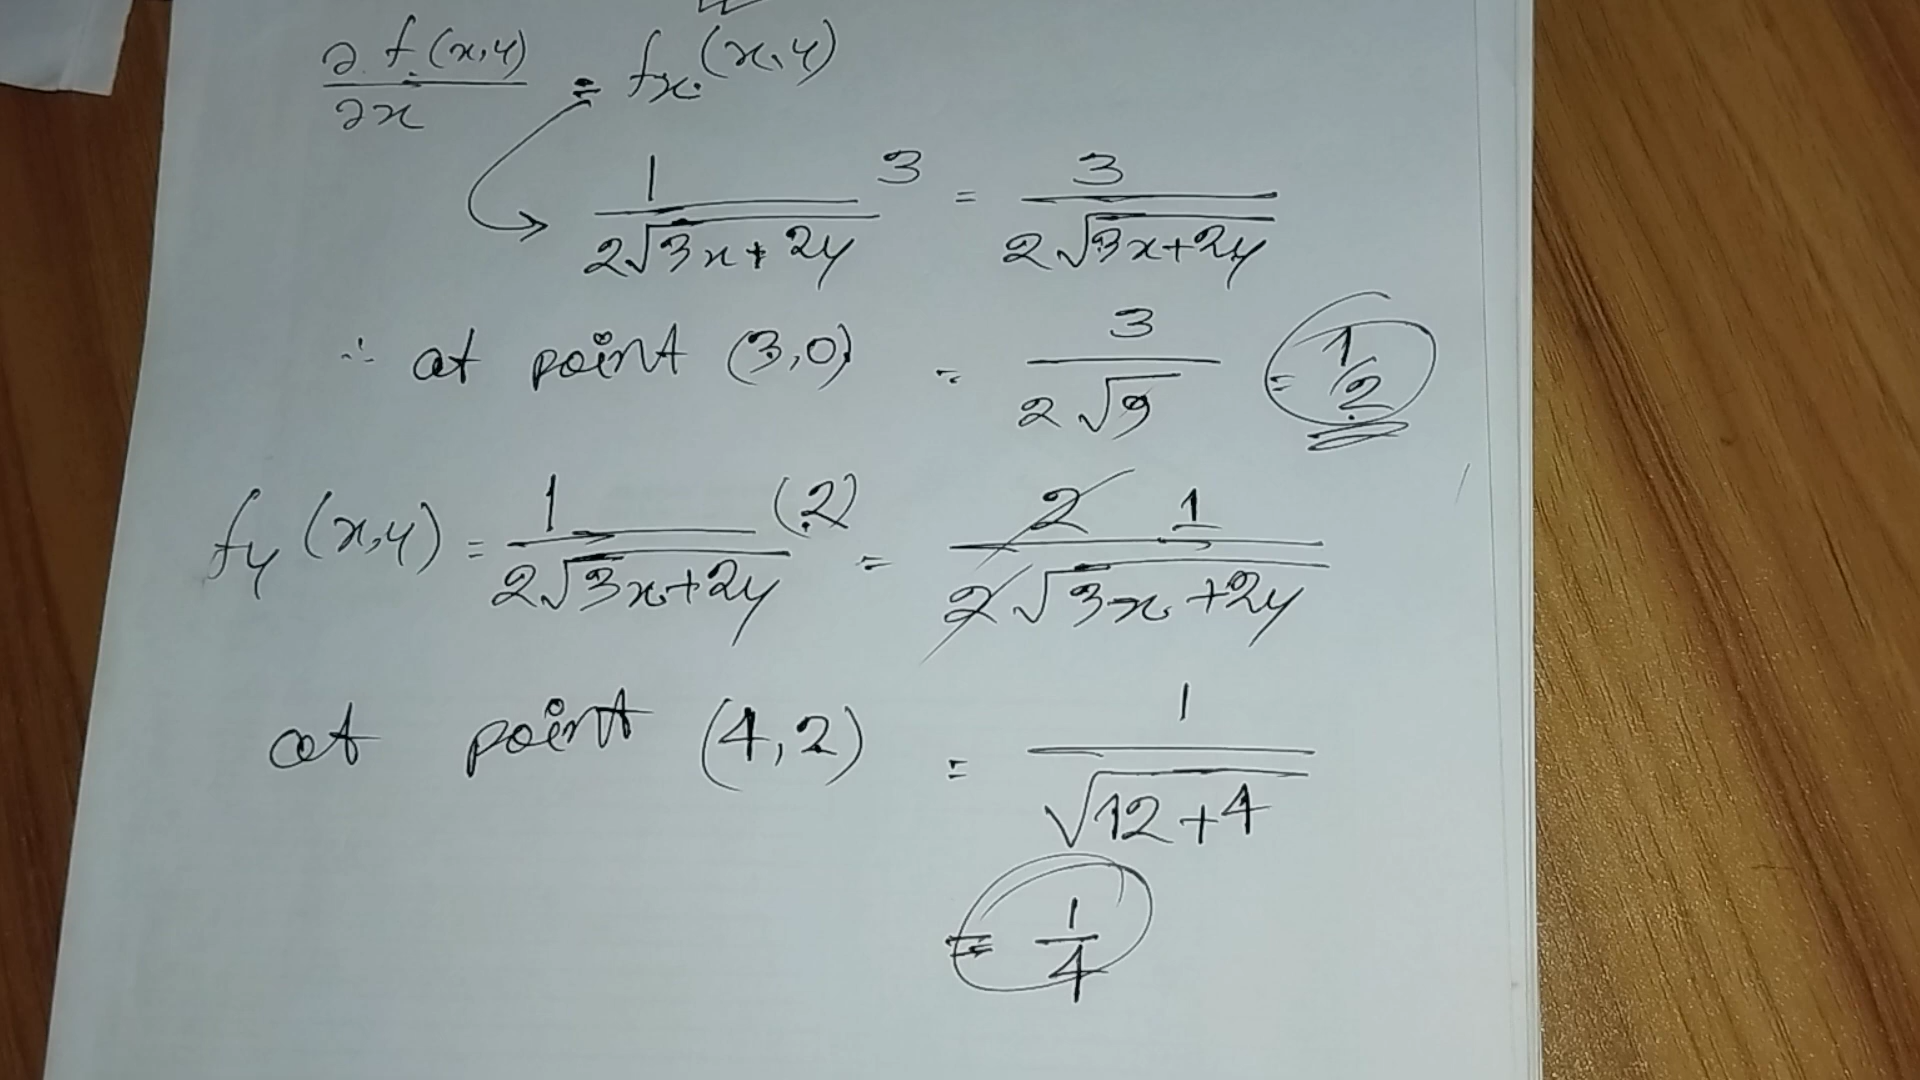 ∂ f(x,y) / ∂x = fx (x,y)
1 / 2√3x+2y 3 = 3 / 2√3x+2y
∴ at point (3,0) = 3 / 2√9 = 1/2
fy (x,y) = 1 / 2√3x+2y (2) = 2 1 / 2√3x+2y
at point (4,2) = 1 / √12+4
= 1/4